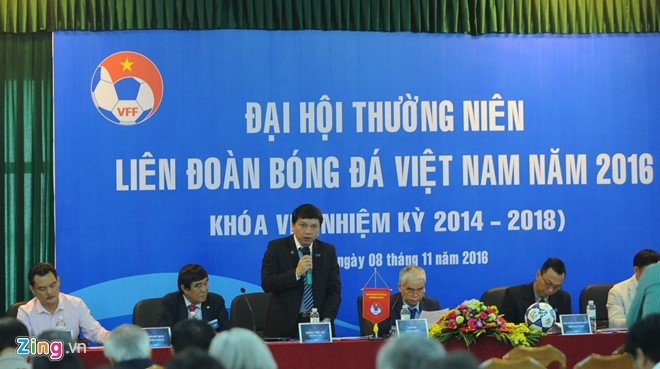 VFF
ĐẠI HỘI THƯỜNG NIÊN
LIÊN ĐOÀN BÓNG ĐÁ VIỆT NAM NĂM 2016
KHÓA V NHIỆM KỲ 2014 - 2018)
ngày 08 tháng 11 năm 2016
Zing.vn